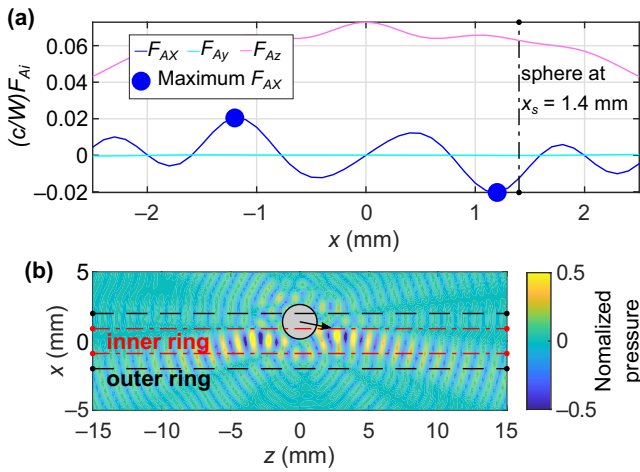 (a)
(c/W)F_Ai
0.06
0.04
0.02
0
−0.02
F_AX F_Ay F_Az
Maximum F_AX
sphere at
x_s = 1.4 mm
−2 −1 0 1 2
x (mm)
(b)
x (mm)
5
0
−5
inner ring
outer ring
−15 −10 −5 0 5 10 15
z (mm)
0.5
0
−0.5
Nomalized
pressure